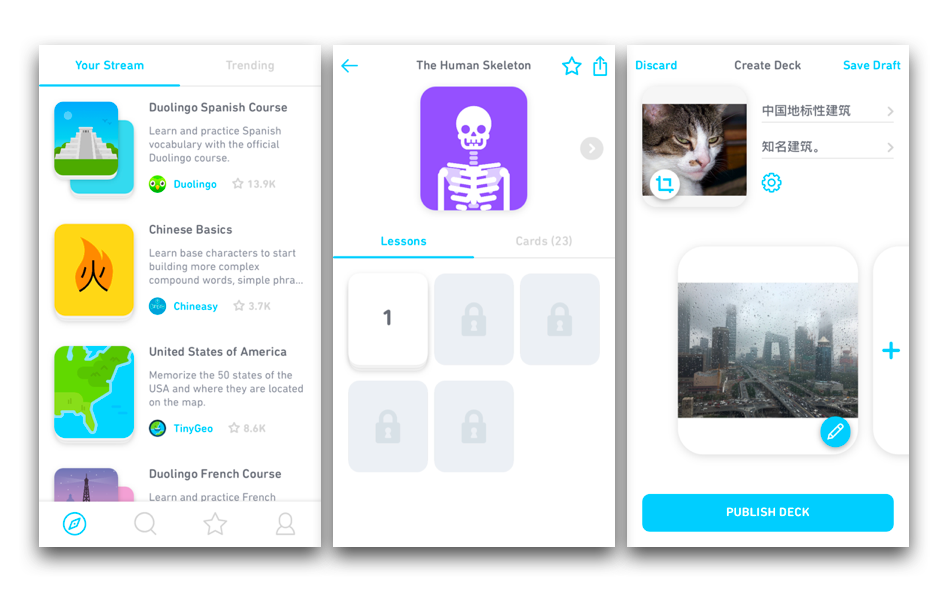 Your Stream
Trending
Duolingo Spanish Course
Learn and practice Spanish
vocabulary with the official
Duolingo course.
Duolingo
13.9K
Chinese Basics
Learn base characters to start
building more complex
compound words, simple phra...
火
Chineasy
3.7K
United States of America
Memorize the 50 states of the
USA and where they are located
on the map.
TinyGeo
8.6K
Duolingo French Course
Learn and practice French
The Human Skeleton
Lessons
Cards (23)
1
Discard
Create Deck
Save Draft
中国地标性建筑
知名建筑。
PUBLISH DECK